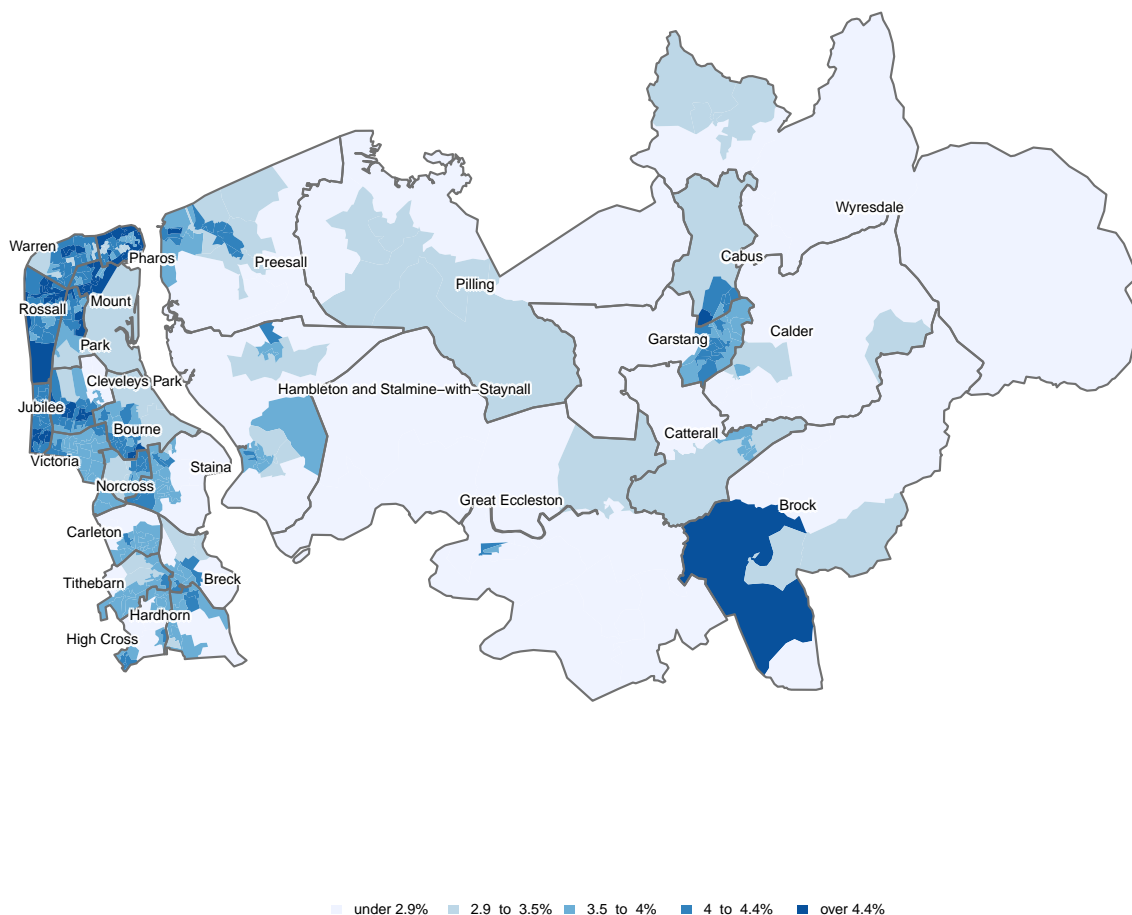 Wyresdale
Warren
Pharos
Cabus
Preesall
Pilling
Mount
Rossall
Calder
Garstang
Park
Cleveleys Park
Hambleton and Stalmine–with–Staynall
Jubilee
Bourne
Catterall
Victoria
Staina
Norcross
Great Eccleston
Brock
Carleton
Tithebarn
Breck
Hardhorn
High Cross
under 2.9% 2.9 to 3.5% 3.5 to 4% 4 to 4.4% over 4.4%